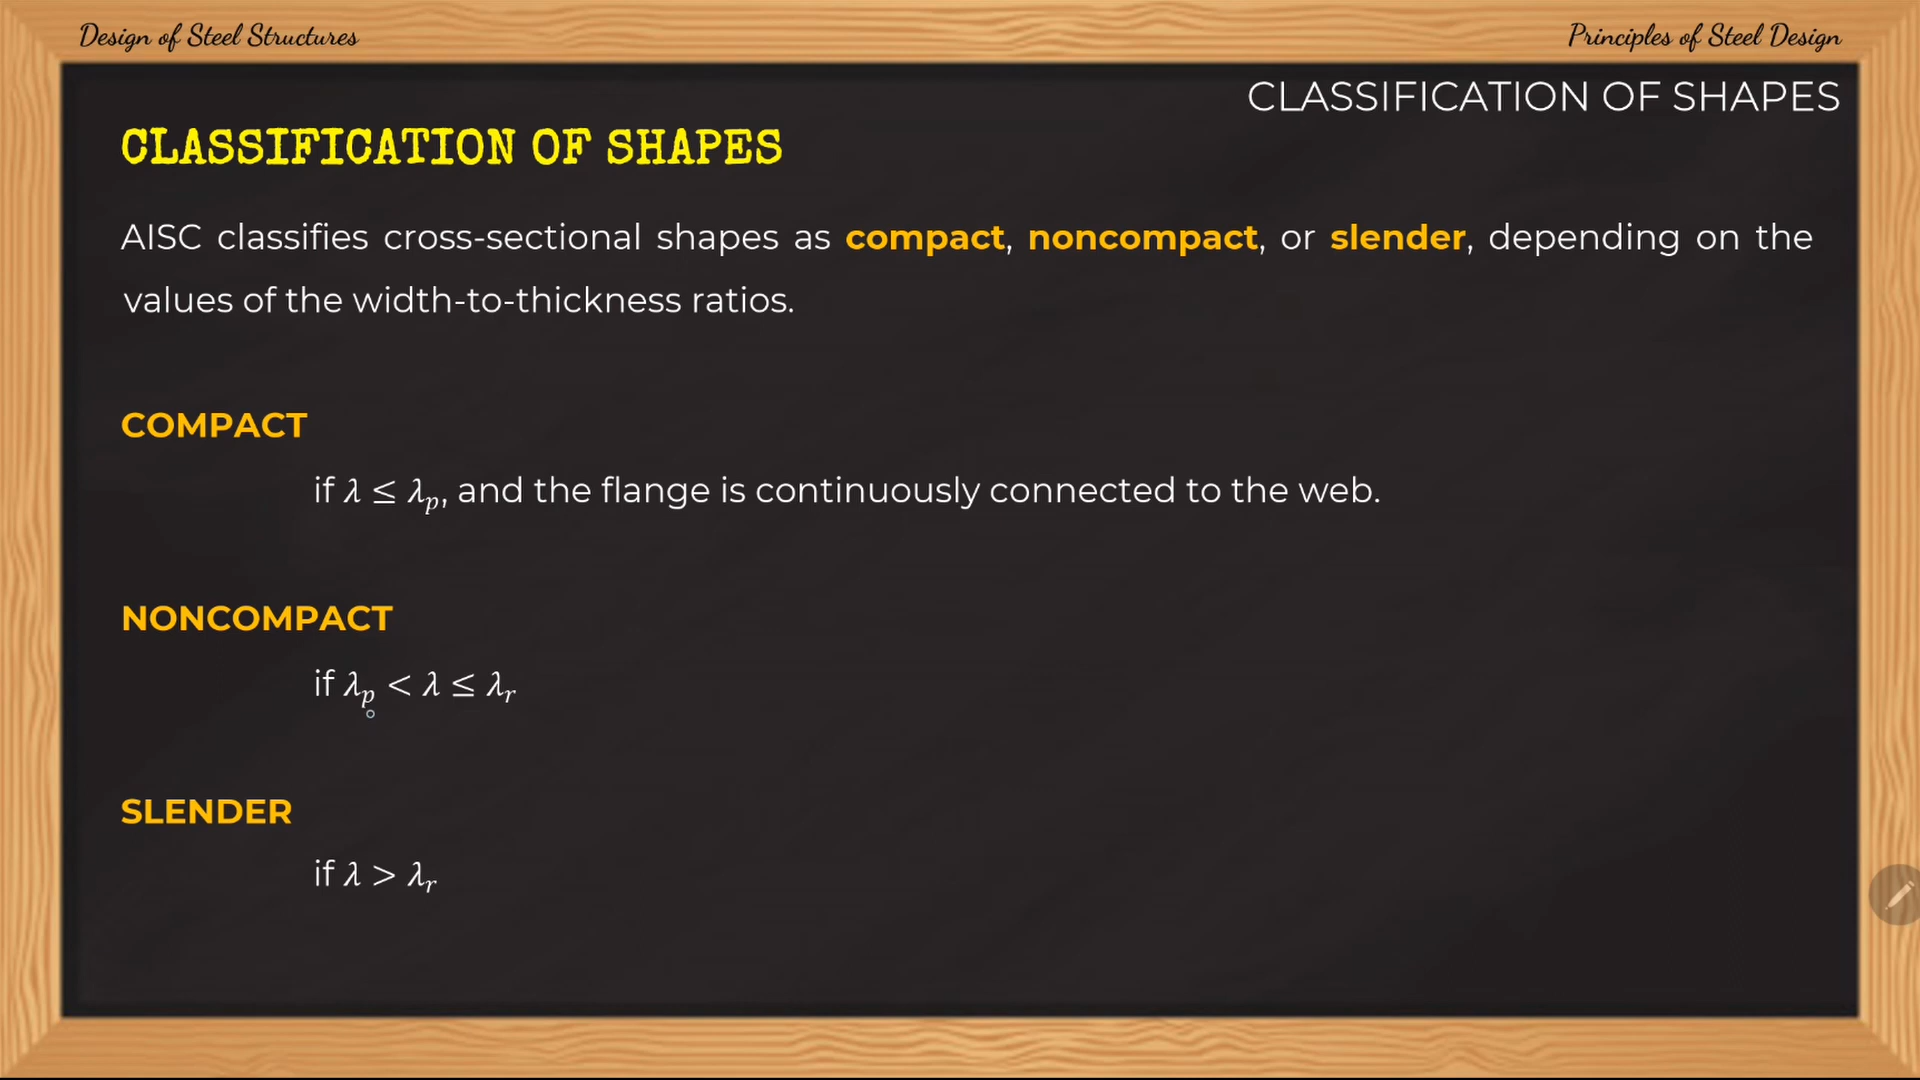 Design of Steel Structures
Principles of Steel Design
CLASSIFICATION OF SHAPES
CLASSIFICATION OF SHAPES
AISC classifies cross-sectional shapes as compact, noncompact, or slender, depending on the
values of the width-to-thickness ratios.
COMPACT
if λ ≤ λₚ, and the flange is continuously connected to the web.
NONCOMPACT
if λₚ < λ ≤ λᵣ
SLENDER
if λ > λᵣ